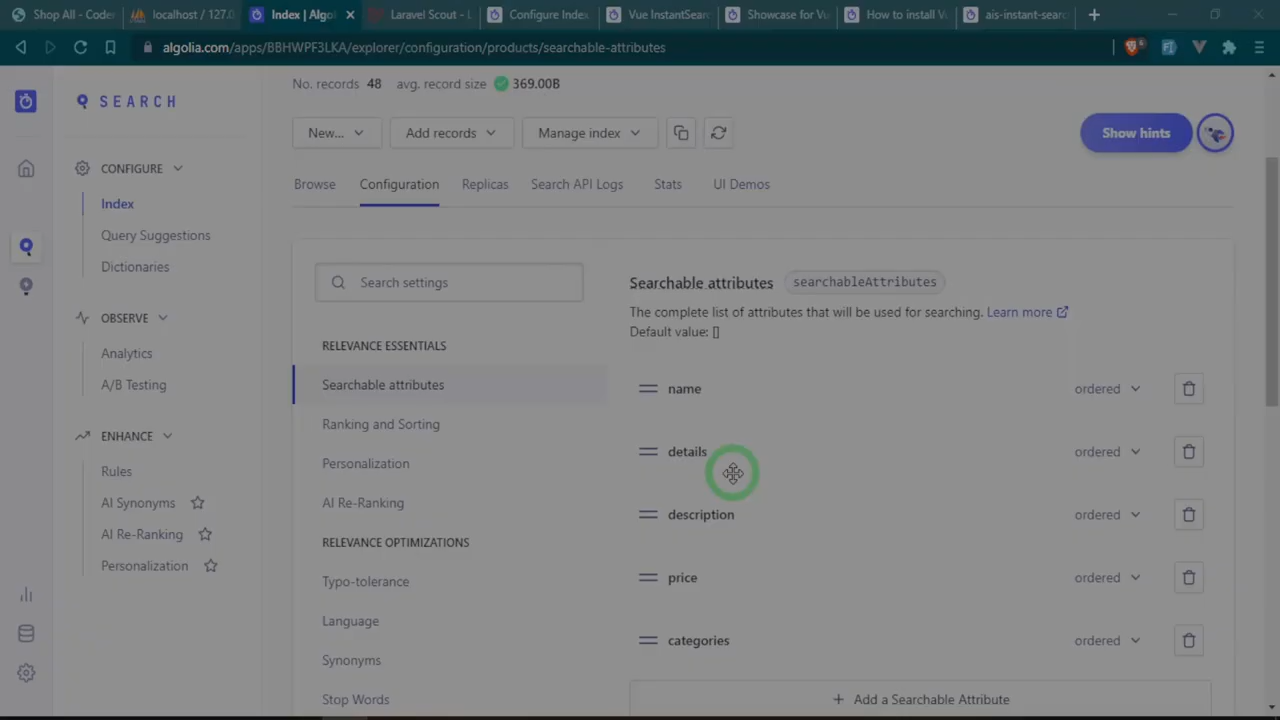 Shop All - Coder
localhost / 127.0
Index | Algo
Laravel Scout - L
Configure Index
Vue InstantSear
Showcase for Vu
How to install V
ais-instant-sear
algolia.com/apps/BBHWPF3LKA/explorer/configuration/products/searchable-attributes
SEARCH
CONFIGURE
Index
Query Suggestions
Dictionaries
OBSERVE
Analytics
A/B Testing
ENHANCE
Rules
AI Synonyms
AI Re-Ranking
Personalization
No. records 48 avg. record size 369.00B
New... Add records Manage index
Show hints
Browse Configuration Replicas Search API Logs Stats UI Demos
Search settings
RELEVANCE ESSENTIALS
Searchable attributes
Ranking and Sorting
Personalization
AI Re-Ranking
RELEVANCE OPTIMIZATIONS
Typo-tolerance
Language
Synonyms
Stop Words
Searchable attributes searchableAttributes
The complete list of attributes that will be used for searching. Learn more
Default value: []
name ordered
details ordered
description ordered
price ordered
categories ordered
+ Add a Searchable Attribute